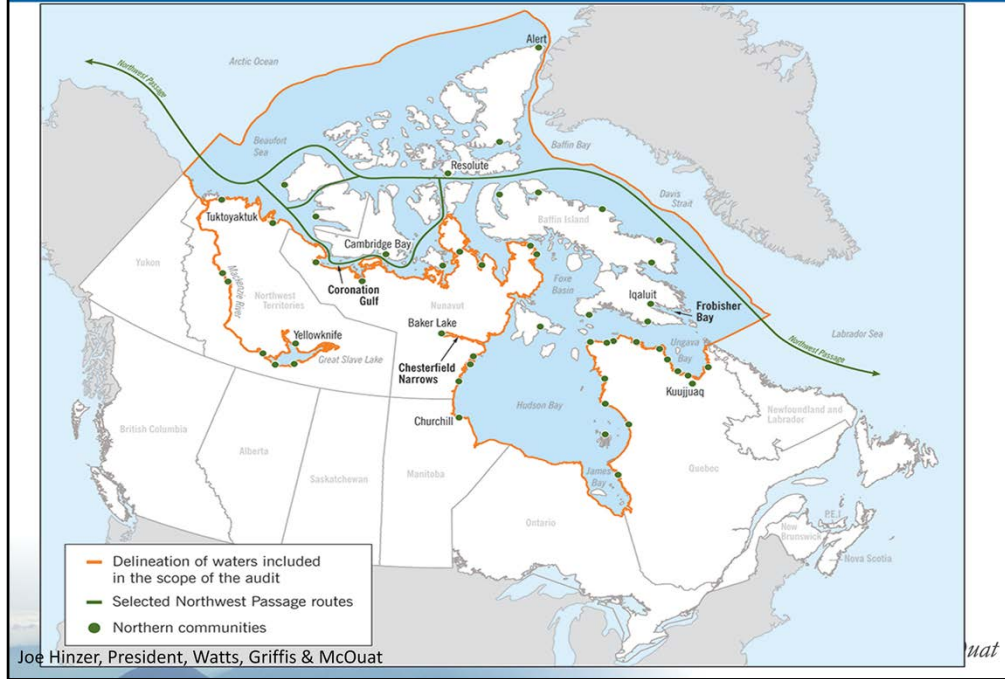 Alert
Arctic Ocean
Northwest Passage
Beaufort
Sea
Baffin Bay
Resolute
Davis
Strait
Tuktoyaktuk
Baffin Island
Cambridge Bay
Yukon
Mackenzie River
Coronation
Gulf
Foxe
Basin
Northwest
Territories
Nunavut
Iqaluit
Frobisher
Bay
Baker Lake
Yellowknife
Great Slave Lake
Chesterfield
Narrows
Ungava
Bay
Labrador Sea
Northwest Passage
Kuujjuaq
Hudson Bay
Churchill
Newfoundland and
Labrador
British Columbia
Alberta
Saskatchewan
Manitoba
James
Bay
Quebec
Ontario
P.E.I
New
Brunswick
Nova Scotia
Delineation of waters included
in the scope of the audit
Selected Northwest Passage routes
Northern communities
Joe Hinzer, President, Watts, Griffis & McOuat
uat